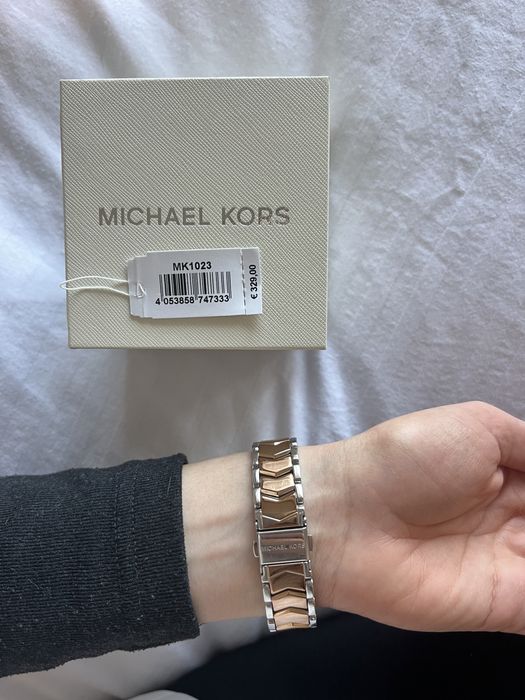 MICHAEL KORS
MK1023
4 053858 747333
€ 329,00
MICHAEL KORS